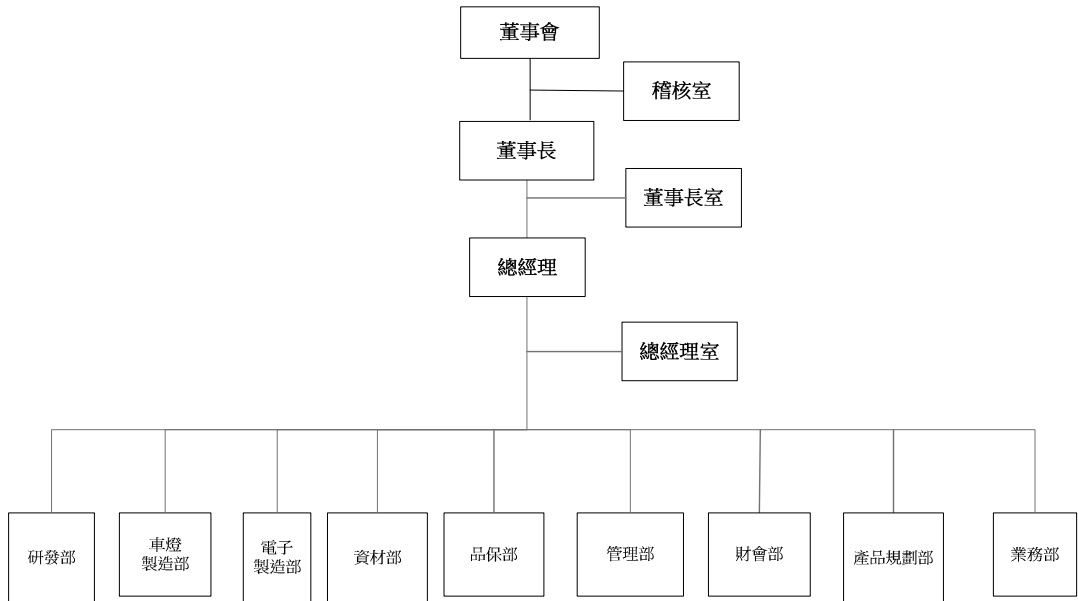 董事會
稽核室
董事長
董事長室
總經理
總經理室
研發部
車燈
製造部
電子
製造部
資材部
品保部
管理部
財會部
產品規劃部
業務部